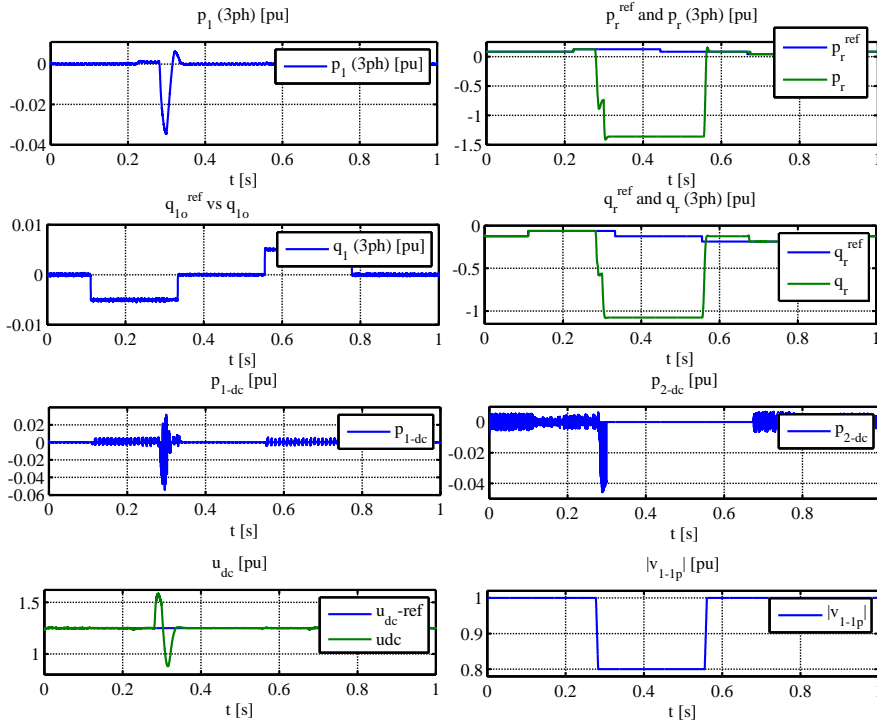 p_1 (3ph) [pu]
0
-0.02
-0.04
p_1 (3ph) [pu]
0 0.2 0.4 0.6 0.8 1
t [s]
p_r^ref and p_r (3ph) [pu]
0
-0.5
-1
-1.5
p_r^ref
p_r
0 0.2 0.4 0.6 0.8 1
t [s]
q_1o^ref vs q_1o
0.01
0
-0.01
q_1 (3ph) [pu]
0 0.2 0.4 0.6 0.8 1
t [s]
q_r^ref and q_r (3ph) [pu]
0
-0.5
-1
q_r^ref
q_r
0 0.2 0.4 0.6 0.8 1
t [s]
p_1-dc [pu]
0.02
0
-0.02
-0.04
-0.06
p_1-dc
0 0.2 0.4 0.6 0.8 1
t [s]
p_2-dc [pu]
0
-0.02
-0.04
p_2-dc
0 0.2 0.4 0.6 0.8 1
t [s]
u_dc [pu]
1.5
1
u_dc-ref
udc
0 0.2 0.4 0.6 0.8 1
t [s]
|v_1-1p| [pu]
1
0.9
0.8
|v_1-1p|
0 0.2 0.4 0.6 0.8 1
t [s]